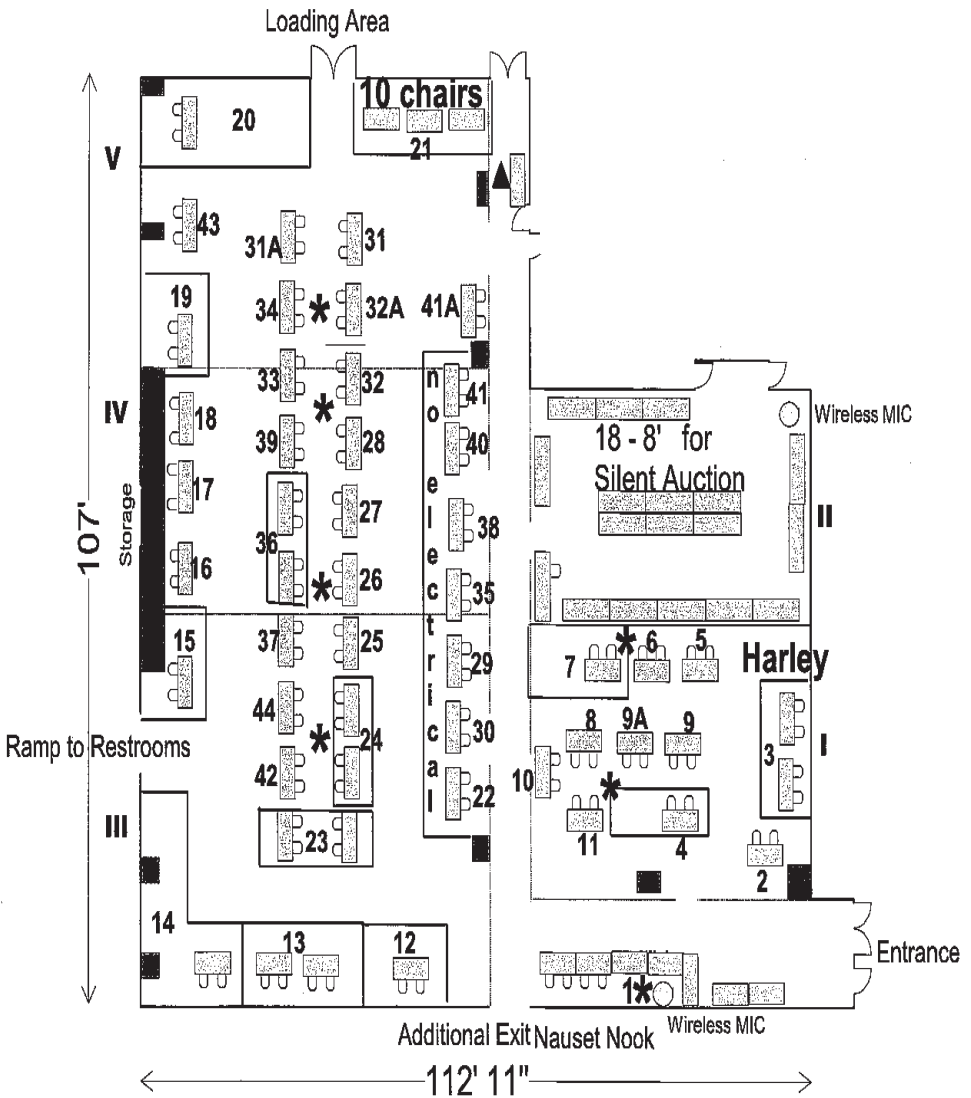 Loading Area
10 chairs
20
21
V
43
31A
31
19
34
*
32A
41A
33
32
41
IV
18
*
Wireless MIC
39
28
40
18 - 8' for
Silent Auction
17
27
38
II
107'
Storage
36
16
*
26
35
no electrical
15
37
25
29
7
*
6
5
Harley
44
24
30
8
9A
9
3
I
Ramp to Restrooms
*
42
22
10
*
III
23
11
4
2
14
13
12
Entrance
1
*
Wireless MIC
Additional Exit
Nauset Nook
112' 11"